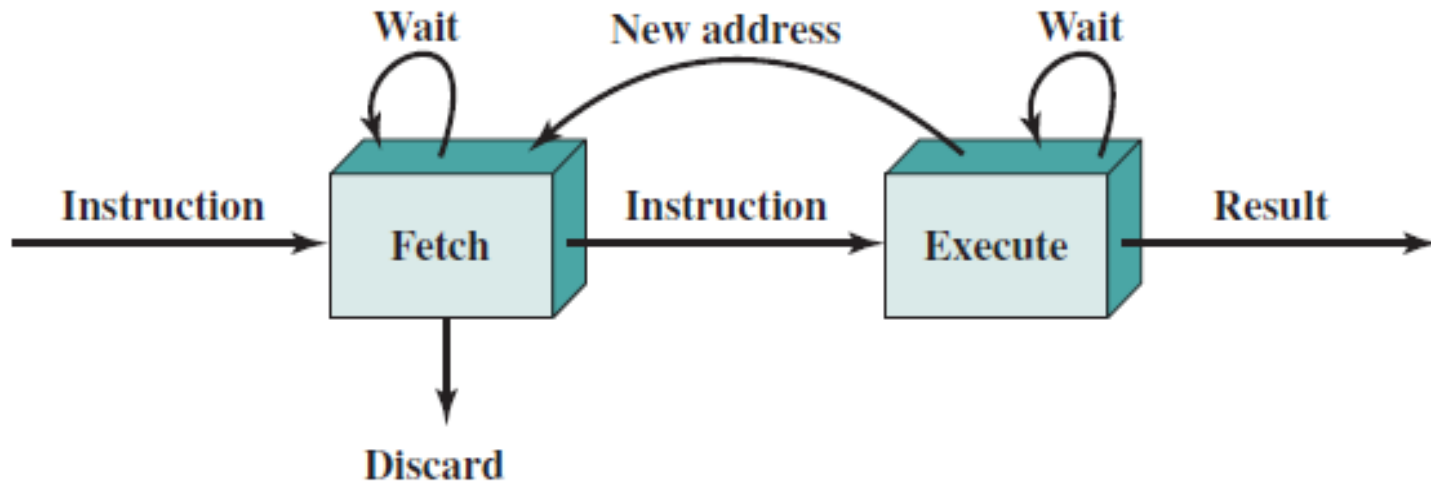 Wait
New address
Wait
Instruction
Instruction
Result
Fetch
Execute
Discard